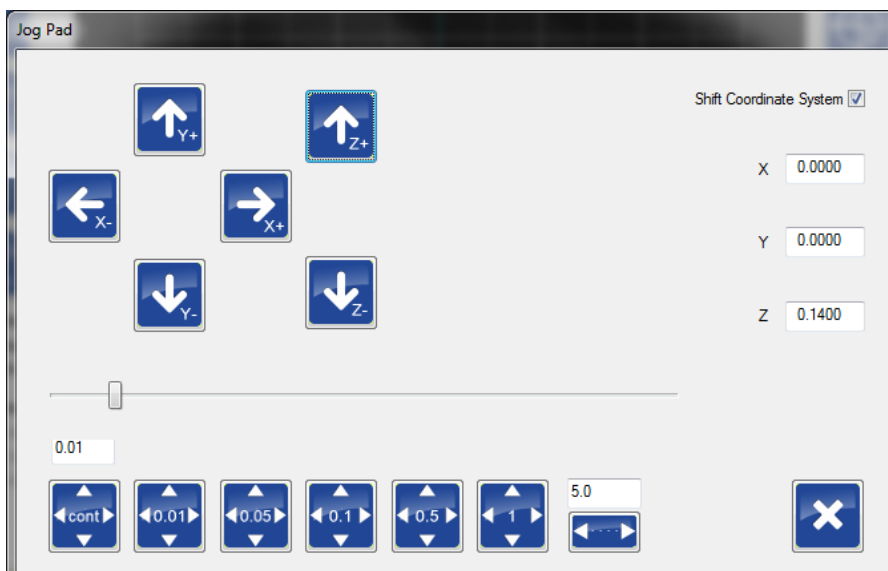 Jog Pad
Y+
Z+
Shift Coordinate System
X-
X+
X 0.0000
Y 0.0000
Y-
Z-
Z 0.1400
0.01
5.0
cont
0.01
0.05
0.1
0.5
1